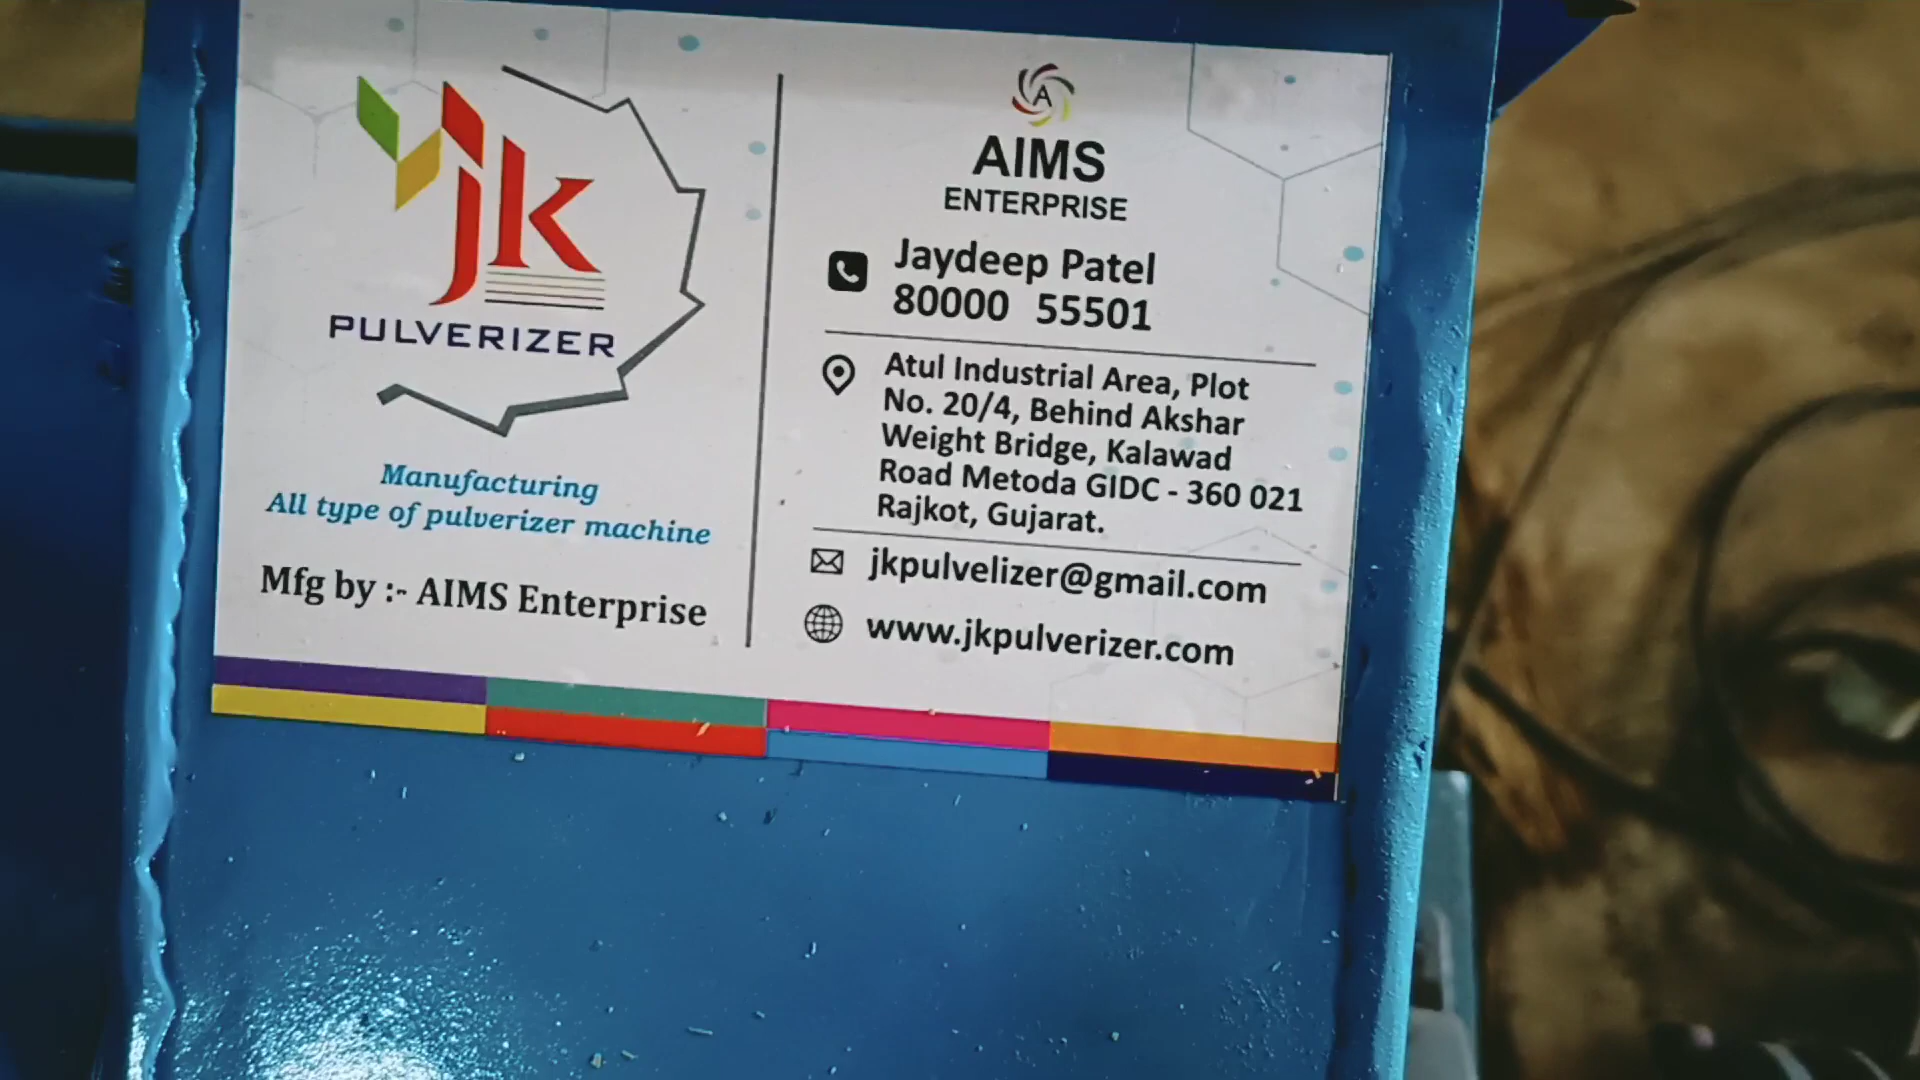 jk
PULVERIZER
Manufacturing
All type of pulverizer machine
Mfg by :- AIMS Enterprise
A
AIMS
ENTERPRISE
Jaydeep Patel
80000 55501
Atul Industrial Area, Plot
No. 20/4, Behind Akshar
Weight Bridge, Kalawad
Road Metoda GIDC - 360 021
Rajkot, Gujarat.
jkpulvelizer@gmail.com
www.jkpulverizer.com